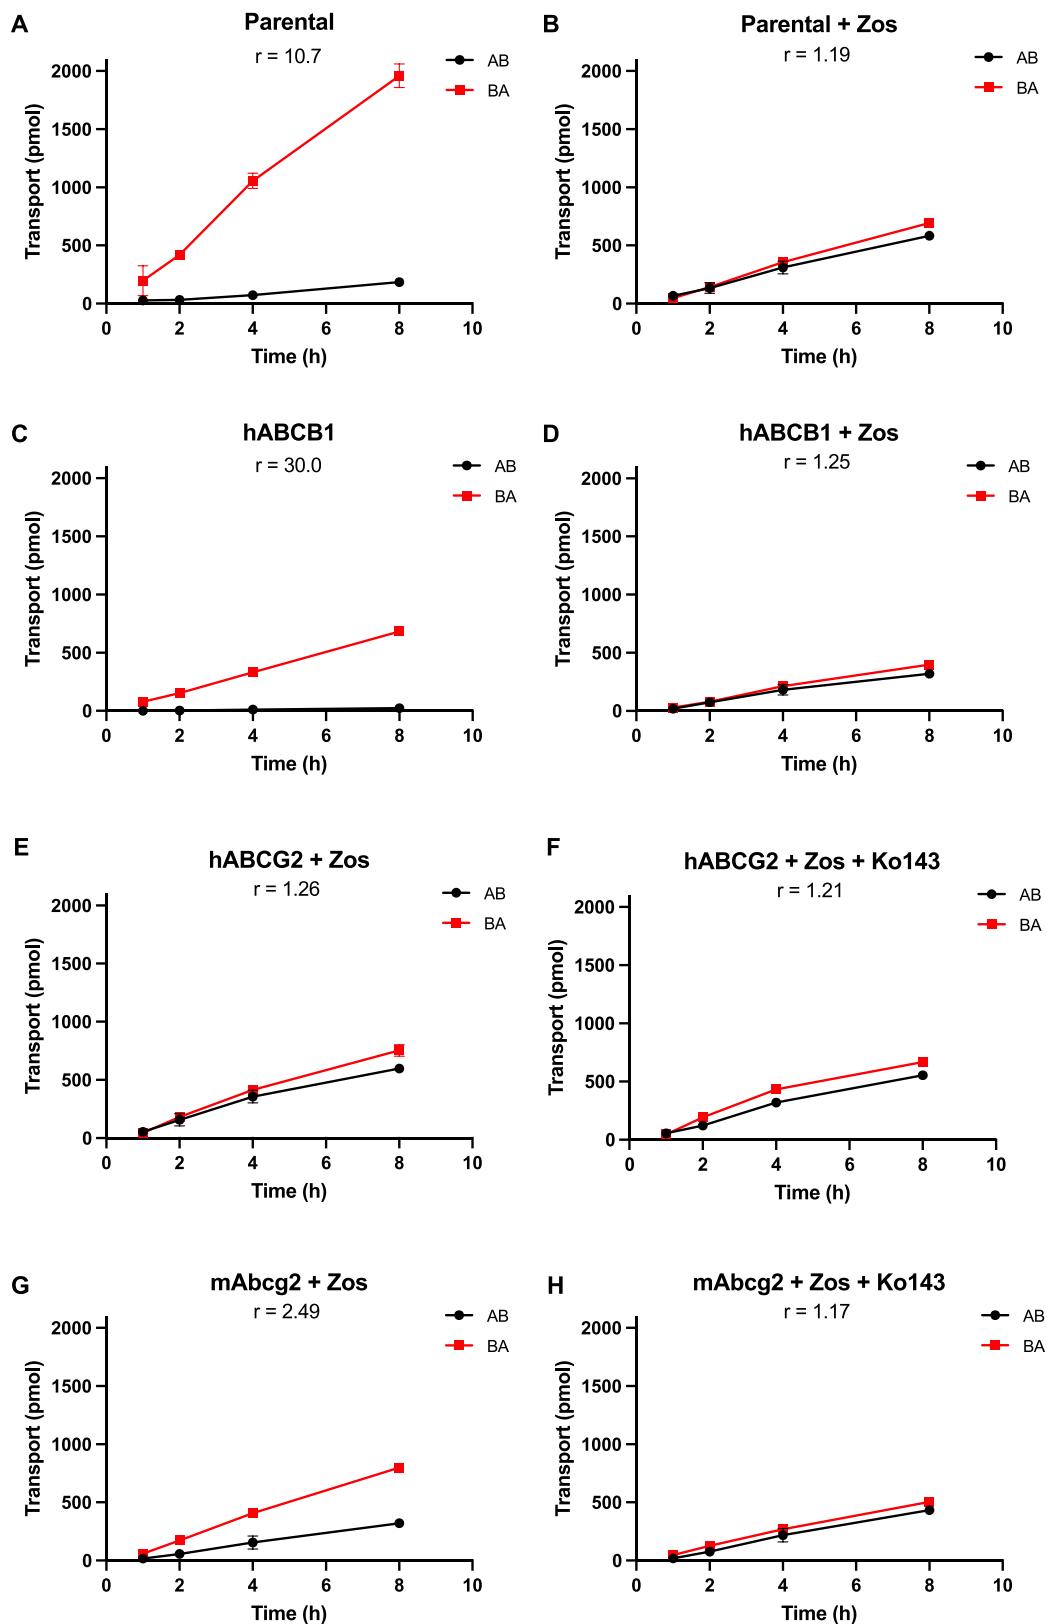 A
Parental
r = 10.7
AB
BA
Transport (pmol)
2000
1500
1000
500
0
0 2 4 6 8 10
Time (h)
B
Parental + Zos
r = 1.19
AB
BA
Transport (pmol)
2000
1500
1000
500
0
0 2 4 6 8 10
Time (h)
C
hABCB1
r = 30.0
AB
BA
Transport (pmol)
2000
1500
1000
500
0
0 2 4 6 8 10
Time (h)
D
hABCB1 + Zos
r = 1.25
AB
BA
Transport (pmol)
2000
1500
1000
500
0
0 2 4 6 8 10
Time (h)
E
hABCG2 + Zos
r = 1.26
AB
BA
Transport (pmol)
2000
1500
1000
500
0
0 2 4 6 8 10
Time (h)
F
hABCG2 + Zos + Ko143
r = 1.21
AB
BA
Transport (pmol)
2000
1500
1000
500
0
0 2 4 6 8 10
Time (h)
G
mAbcg2 + Zos
r = 2.49
AB
BA
Transport (pmol)
2000
1500
1000
500
0
0 2 4 6 8 10
Time (h)
H
mAbcg2 + Zos + Ko143
r = 1.17
AB
BA
Transport (pmol)
2000
1500
1000
500
0
0 2 4 6 8 10
Time (h)